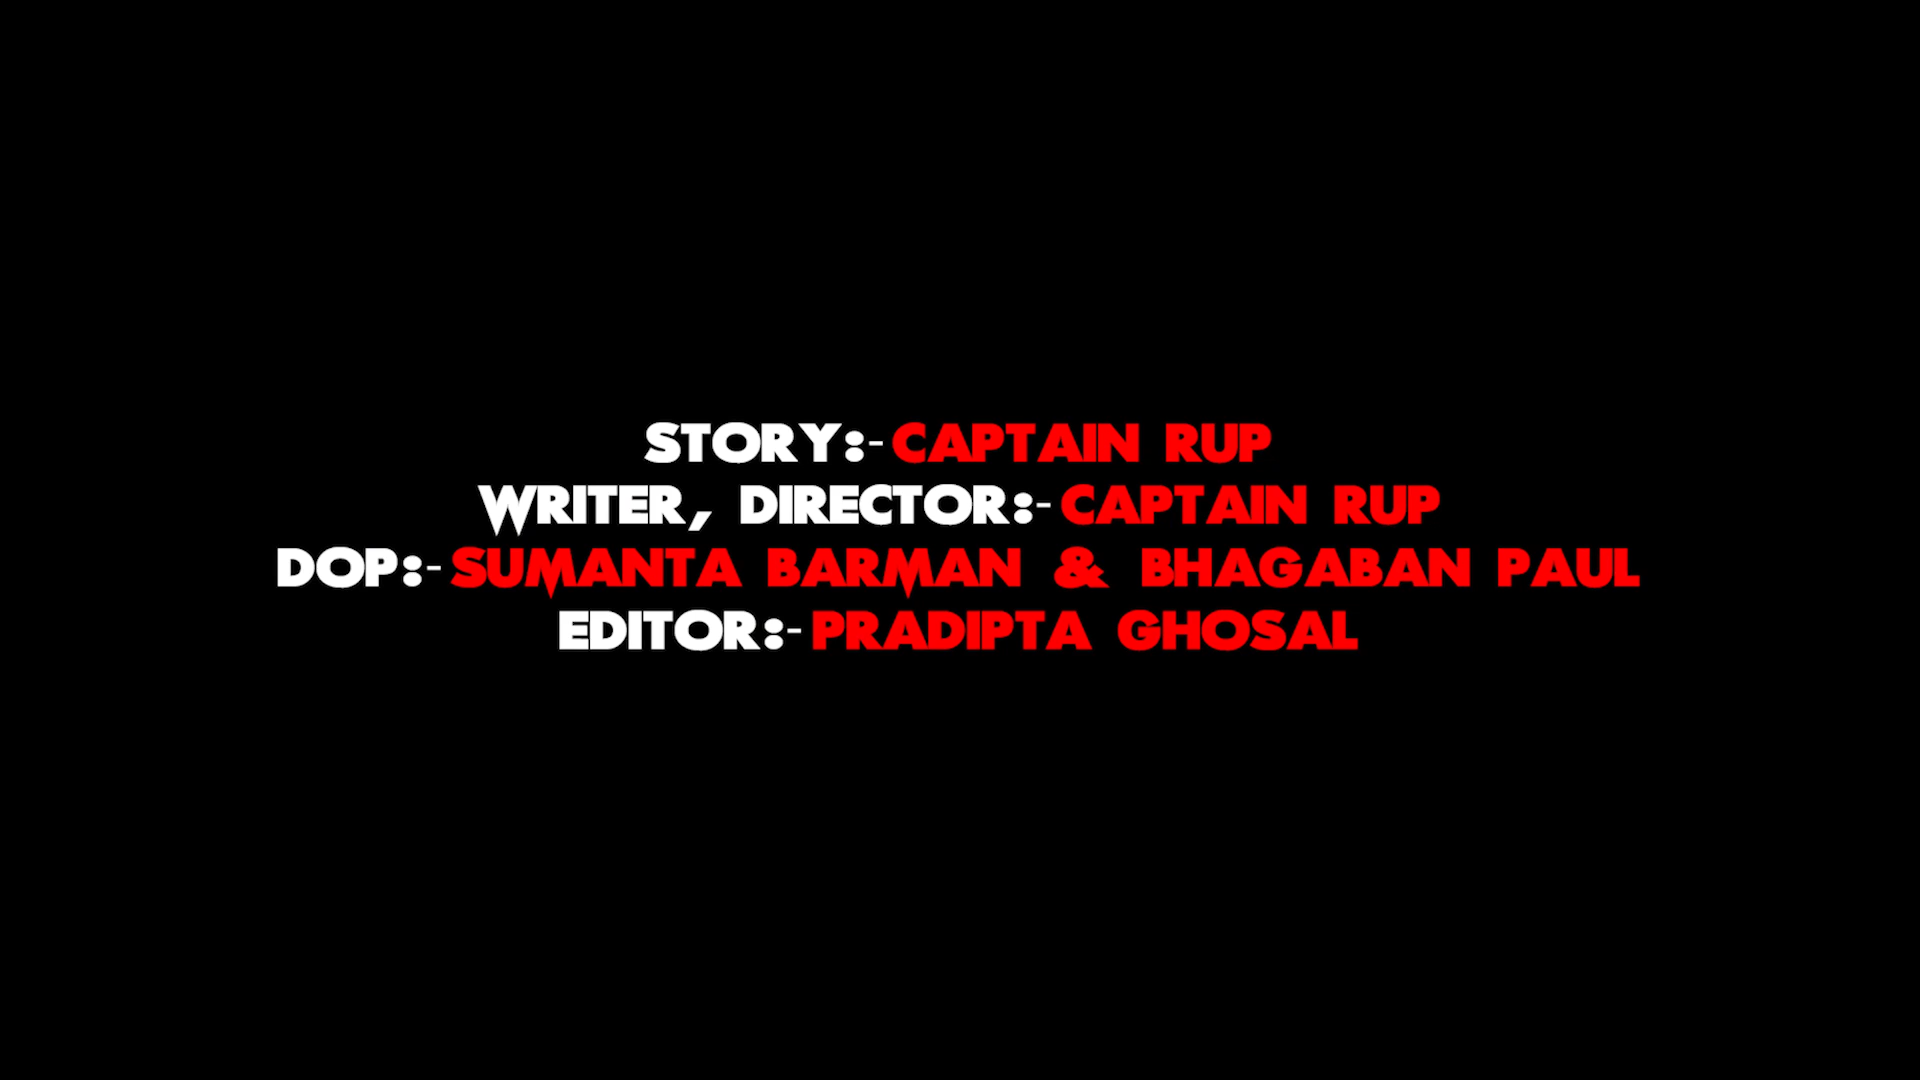 STORY:- CAPTAIN RUP
WRITER, DIRECTOR:- CAPTAIN RUP
DOP:- SUMANTA BARMAN & BHAGABAN PAUL
EDITOR:- PRADIPTA GHOSAL